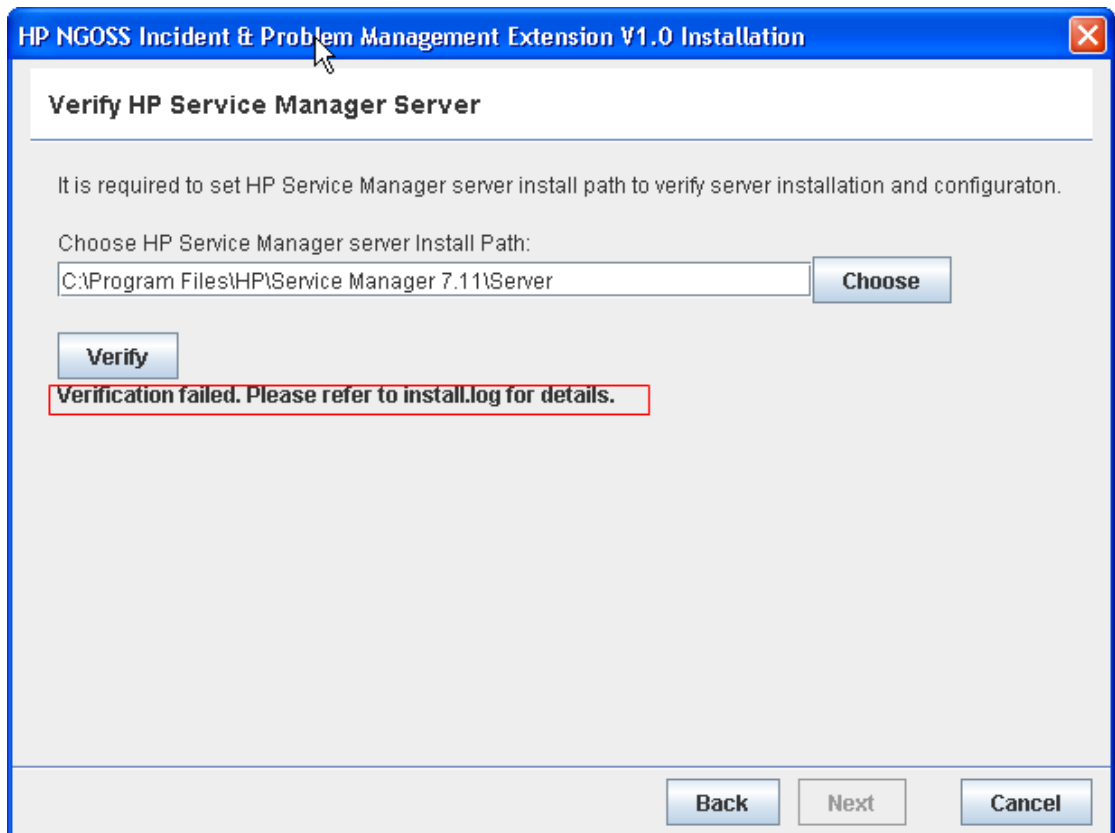 HP NGOSS Incident & Problem Management Extension V1.0 Installation
Verify HP Service Manager Server
It is required to set HP Service Manager server install path to verify server installation and configuraton.
Choose HP Service Manager server Install Path:
C:\Program Files\HP\Service Manager 7.11\Server
Choose
Verify
Verification failed. Please refer to install.log for details.
Back
Next
Cancel